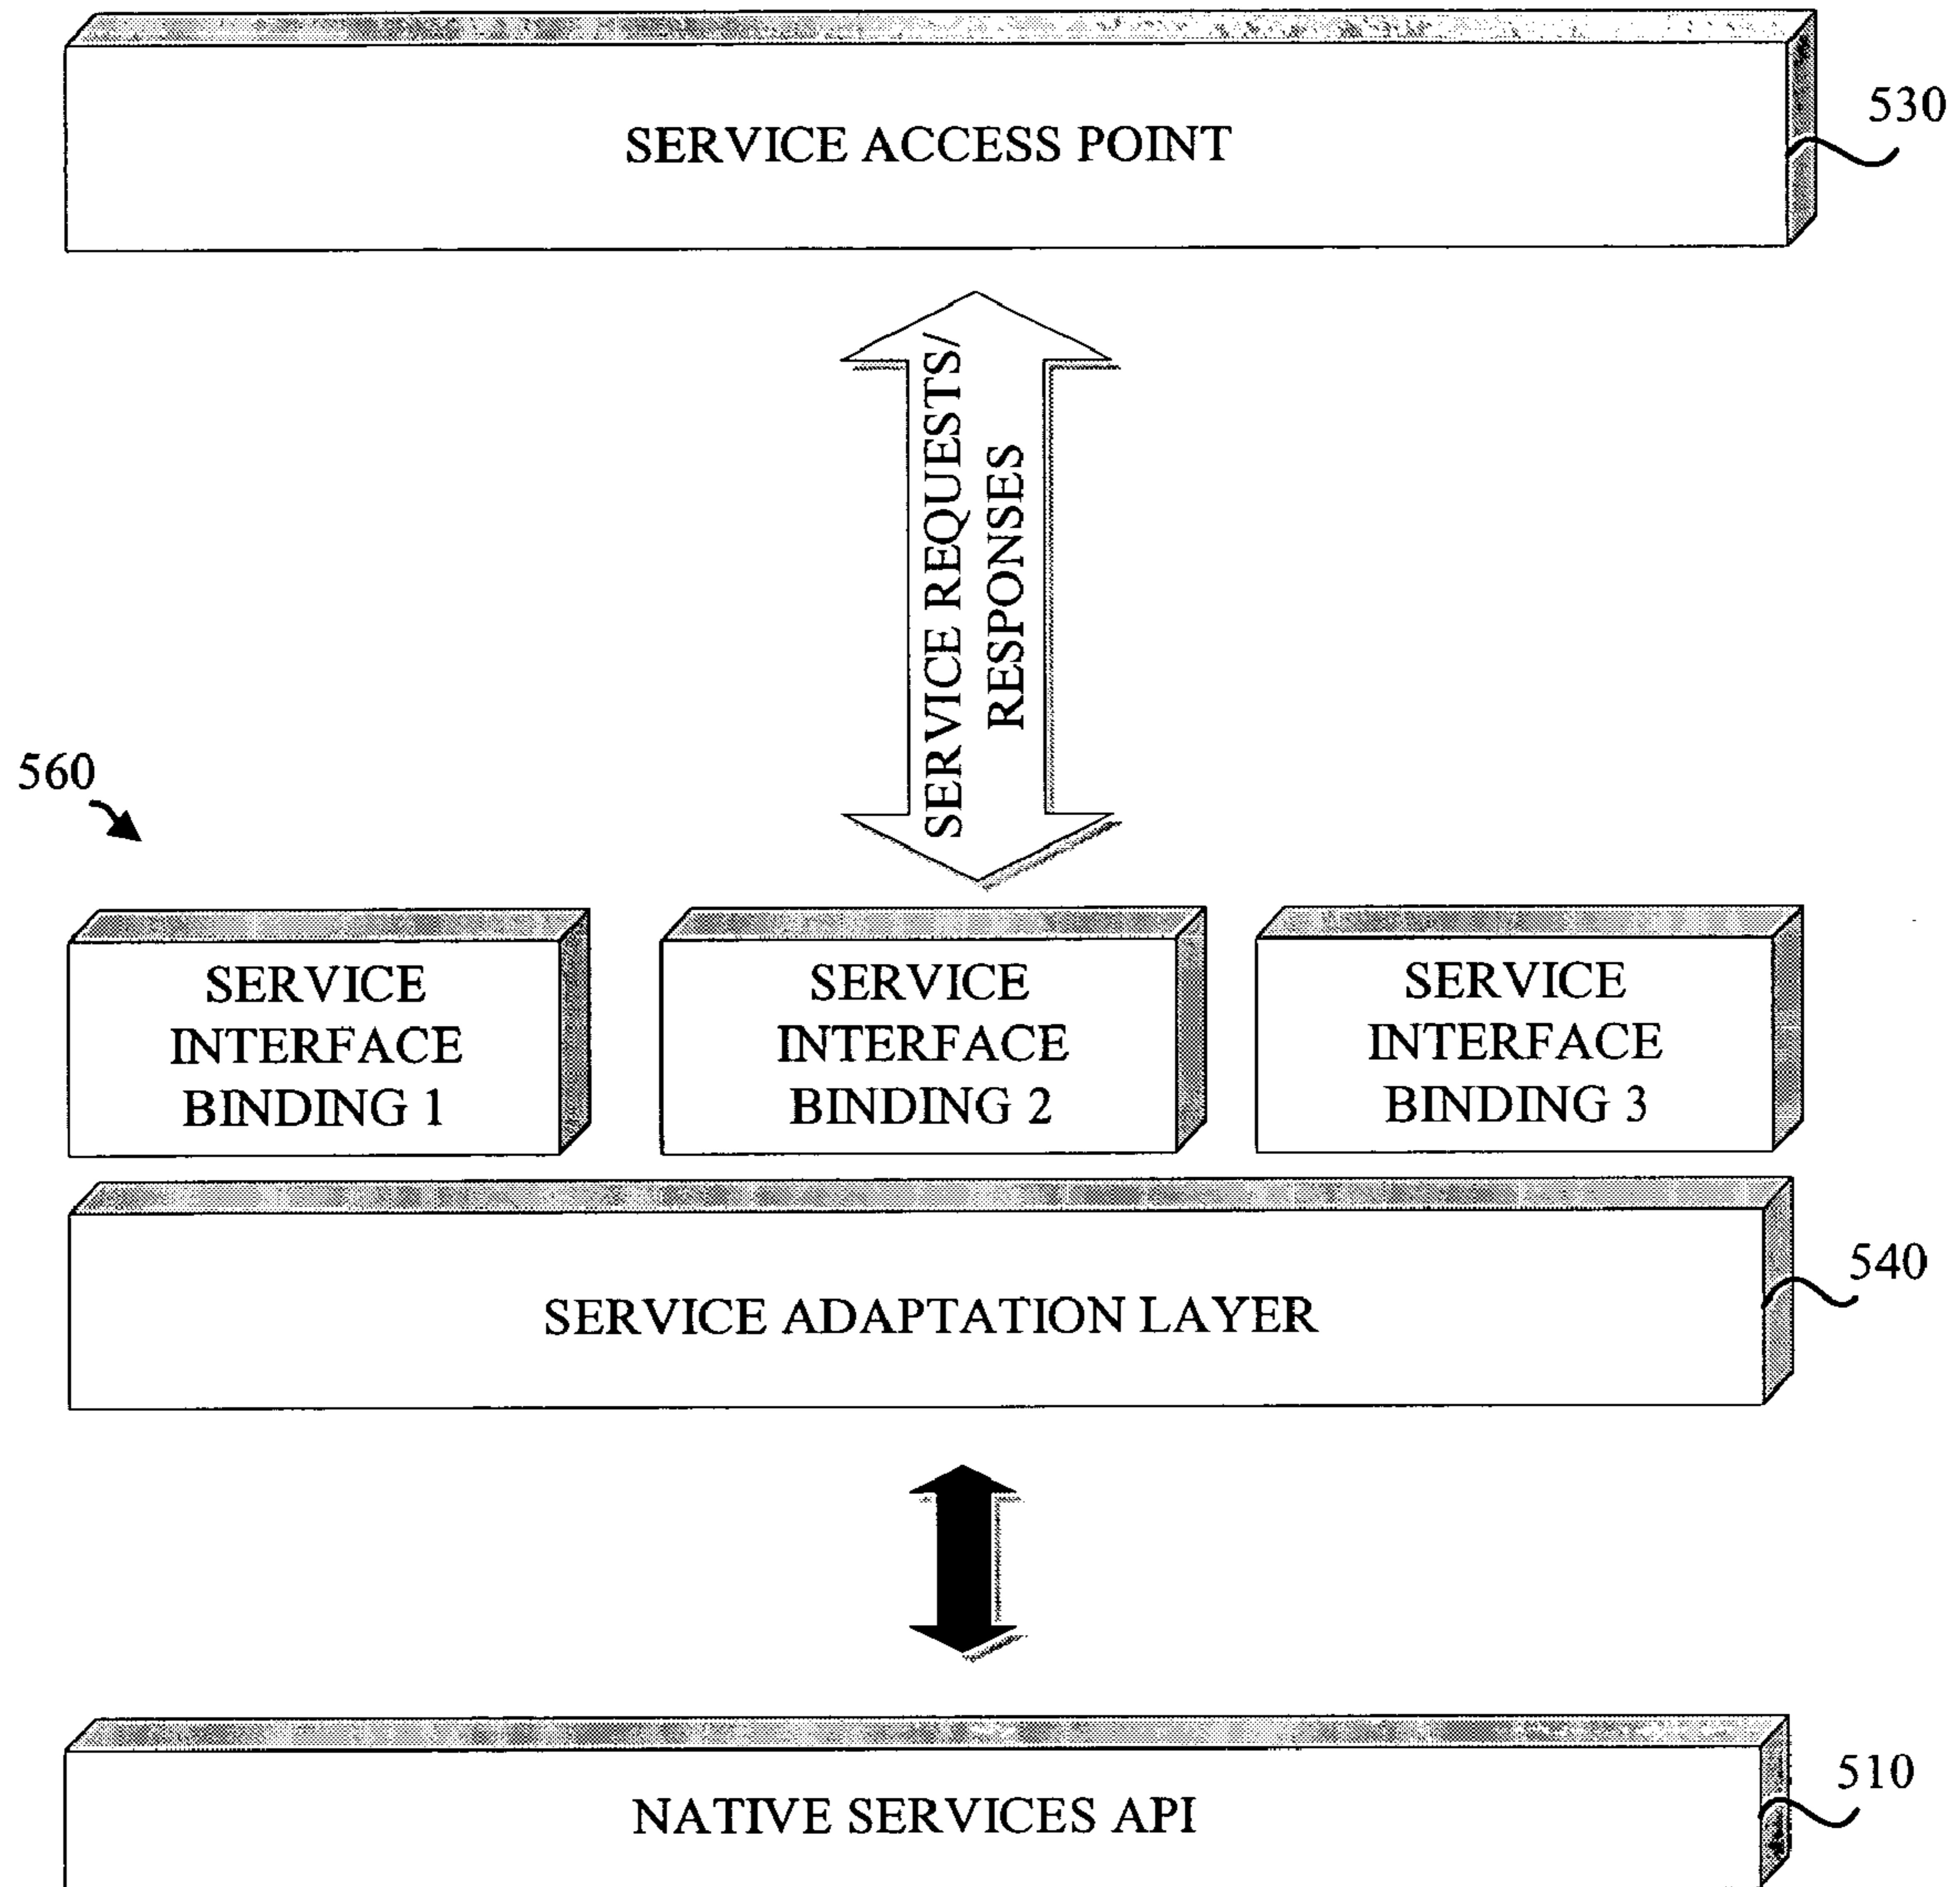 530
SERVICE ACCESS POINT
SERVICE REQUESTS/
RESPONSES
560
SERVICE
INTERFACE
BINDING 1
SERVICE
INTERFACE
BINDING 2
SERVICE
INTERFACE
BINDING 3
540
SERVICE ADAPTATION LAYER
510
NATIVE SERVICES API